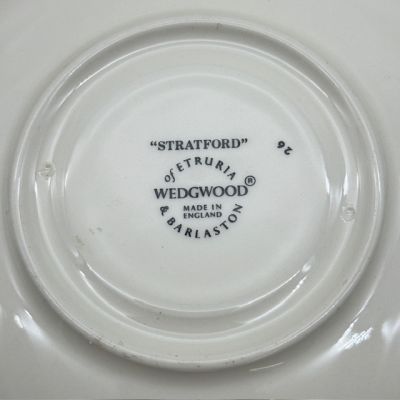 "STRATFORD"
of ETRURIA
WEDGWOOD®
MADE IN
ENGLAND
& BARLASTON
26